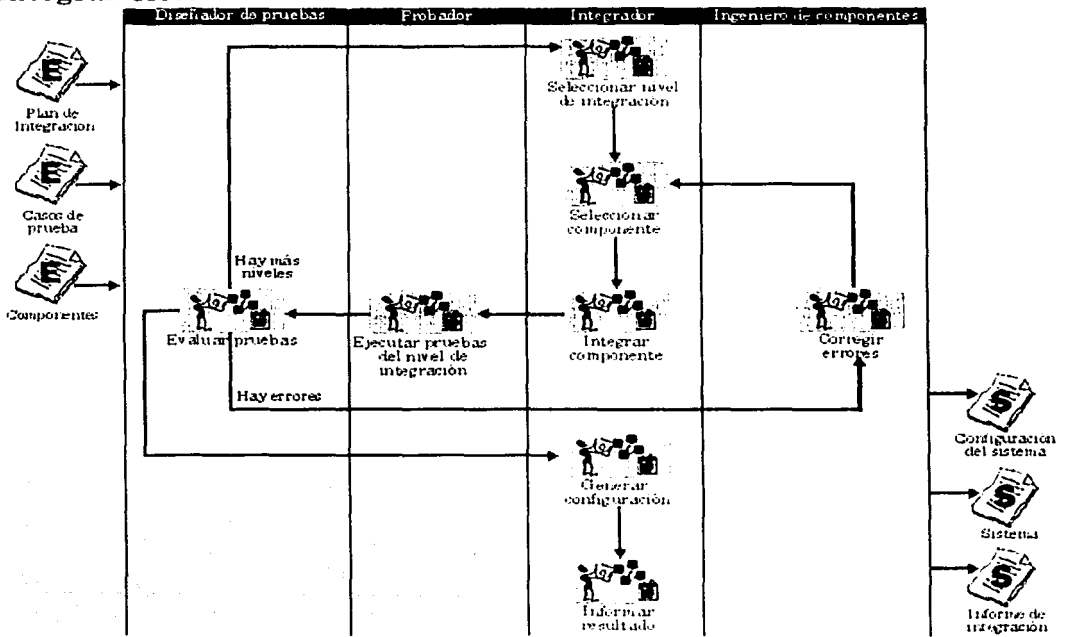 Diseñador de pruebas
Probador
Integrador
Ingeniero de componentes
E
Plan de
Integración
E
Casos de
prueba
E
Componentes
Seleccionar nivel
de integración
Seleccionar
componente
Hay más
niveles
Evaluar pruebas
Ejecutar pruebas
del nivel de
integración
Integrar
componente
Corregir
errores
Hay errores
Generar
configuración
Informar
resultado
S
Configuración
del sistema
S
Sistema
S
Informe de
integración